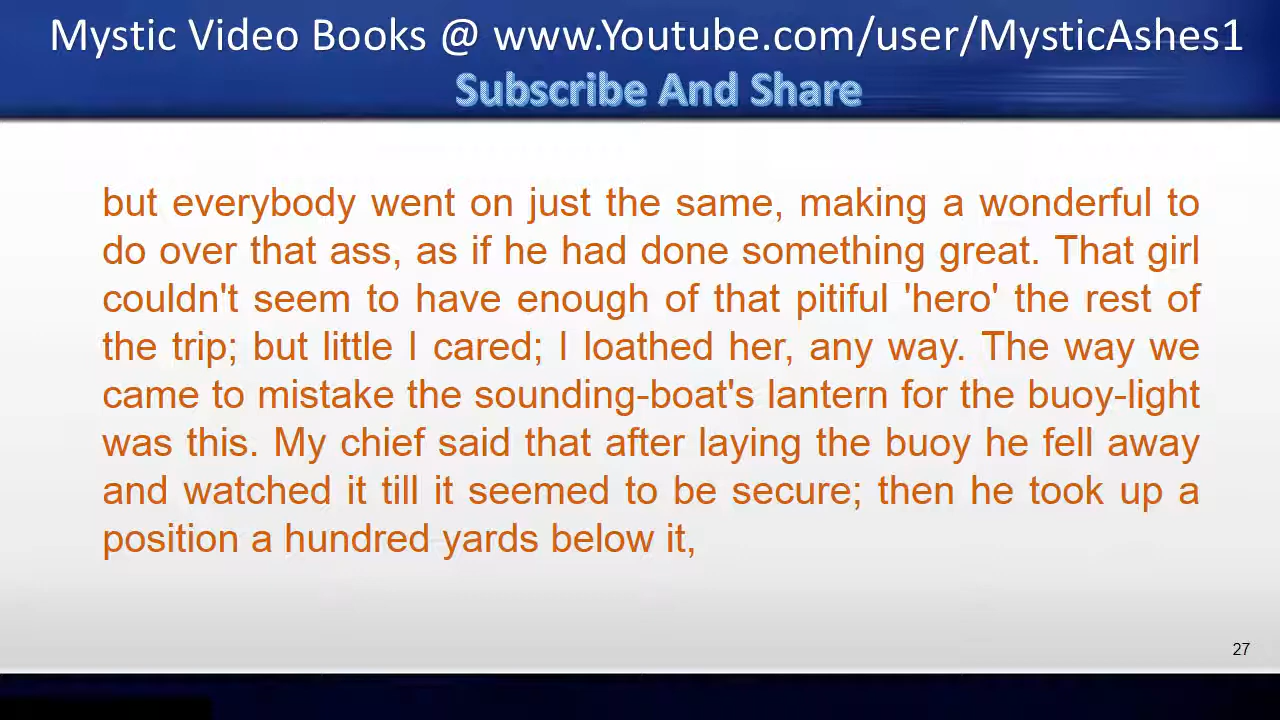 Mystic Video Books @ www.Youtube.com/user/MysticAshes1
Subscribe And Share
but everybody went on just the same, making a wonderful to
do over that ass, as if he had done something great. That girl
couldn't seem to have enough of that pitiful 'hero' the rest of
the trip; but little I cared; I loathed her, any way. The way we
came to mistake the sounding-boat's lantern for the buoy-light
was this. My chief said that after laying the buoy he fell away
and watched it till it seemed to be secure; then he took up a
position a hundred yards below it,
27